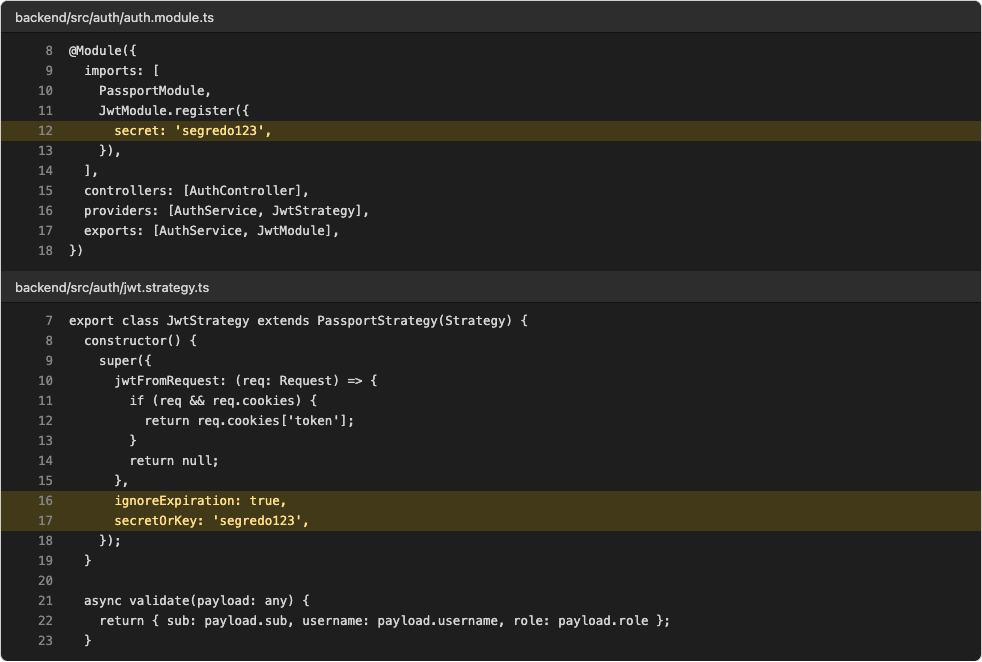 backend/src/auth/auth.module.ts
8 @Module({
9   imports: [
10     PassportModule,
11     JwtModule.register({
12       secret: 'segredo123',
13     }),
14   ],
15   controllers: [AuthController],
16   providers: [AuthService, JwtStrategy],
17   exports: [AuthService, JwtModule],
18 })
backend/src/auth/jwt.strategy.ts
7 export class JwtStrategy extends PassportStrategy(Strategy) {
8   constructor() {
9     super({
10       jwtFromRequest: (req: Request) => {
11         if (req && req.cookies) {
12           return req.cookies['token'];
13         }
14         return null;
15       },
16       ignoreExpiration: true,
17       secretOrKey: 'segredo123',
18     });
19   }
20
21   async validate(payload: any) {
22     return { sub: payload.sub, username: payload.username, role: payload.role };
23   }